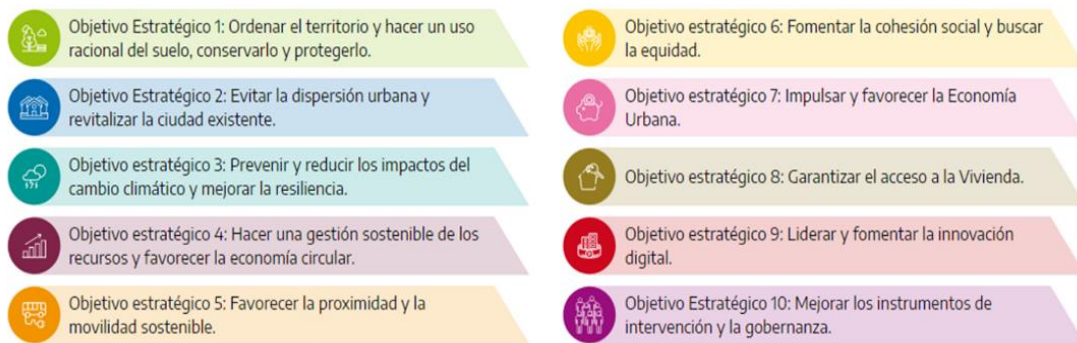 Objetivo Estratégico 1: Ordenar el territorio y hacer un uso
racional del suelo, conservarlo y protegerlo.
Objetivo Estratégico 2: Evitar la dispersión urbana y
revitalizar la ciudad existente.
Objetivo estratégico 3: Prevenir y reducir los impactos del
cambio climático y mejorar la resiliencia.
Objetivo estratégico 4: Hacer una gestión sostenible de los
recursos y favorecer la economía circular.
Objetivo estratégico 5: Favorecer la proximidad y la
movilidad sostenible.
Objetivo estratégico 6: Fomentar la cohesión social y buscar
la equidad.
Objetivo estratégico 7: Impulsar y favorecer la Economía
Urbana.
Objetivo estratégico 8: Garantizar el acceso a la Vivienda.
Objetivo estratégico 9: Liderar y fomentar la innovación
digital.
Objetivo Estratégico 10: Mejorar los instrumentos de
intervención y la gobernanza.